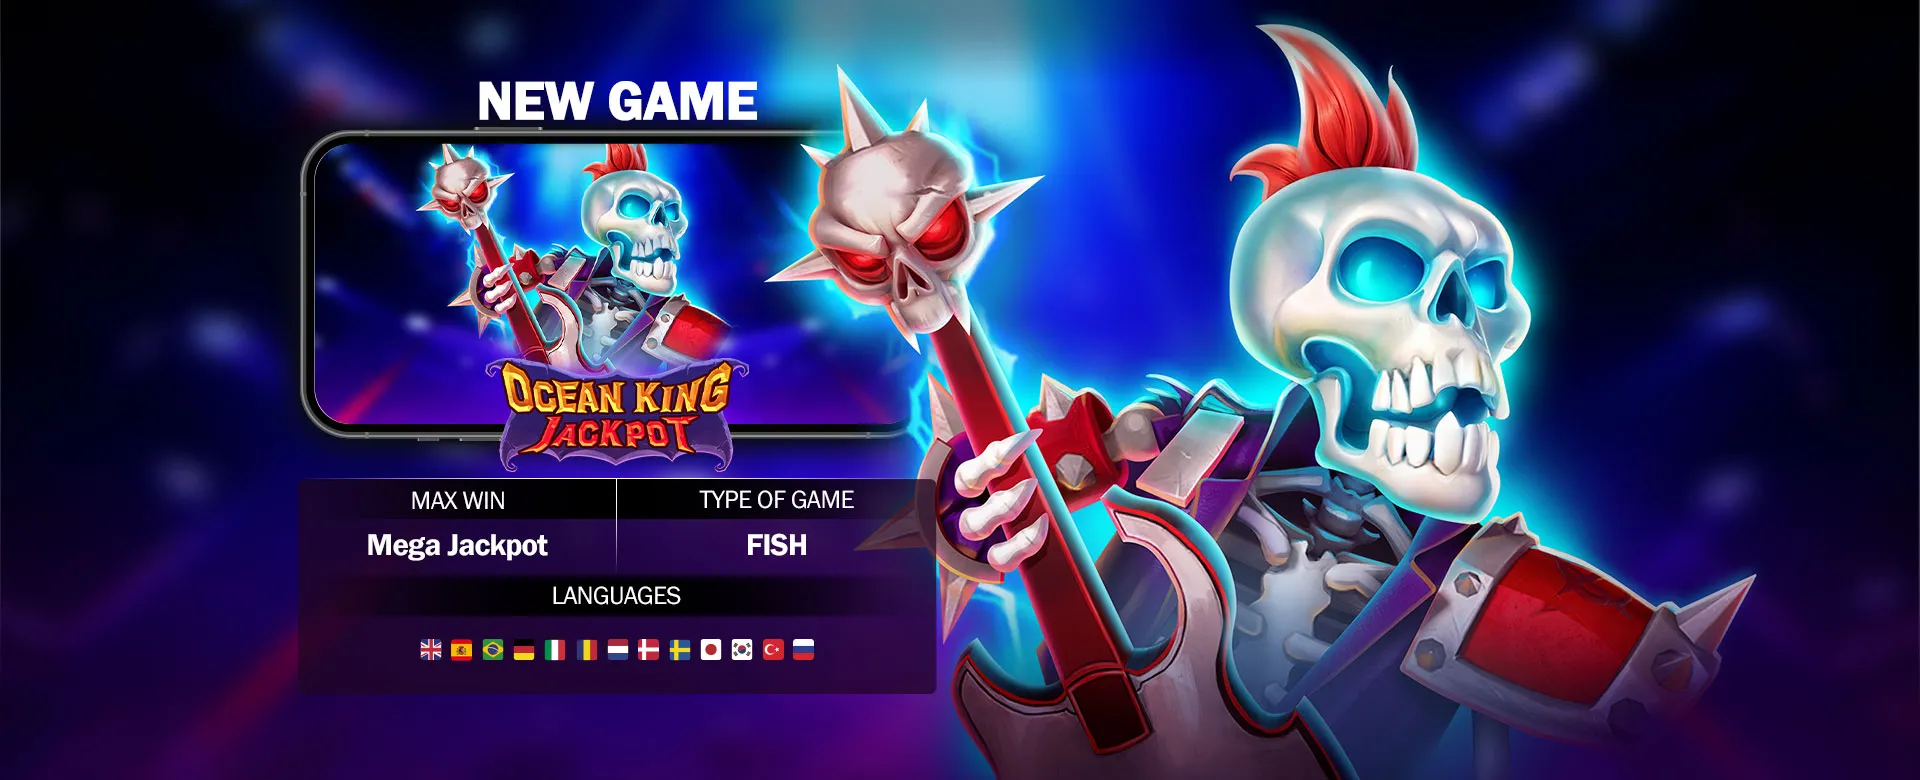 NEW GAME
OCEAN KING
JACKPOT
MAX WIN
TYPE OF GAME
Mega Jackpot
FISH
LANGUAGES